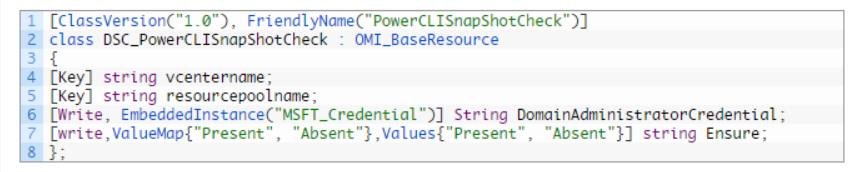 1 [ClassVersion("1.0"), FriendlyName("PowerCLISnapShotCheck")]
2 class DSC_PowerCLISnapShotCheck : OMI_BaseResource
3 {
4 [Key] string vcentername;
5 [Key] string resourcepoolname;
6 [Write, EmbeddedInstance("MSFT_Credential")] String DomainAdministratorCredential;
7 [write,ValueMap{"Present", "Absent"},Values{"Present", "Absent"}] string Ensure;
8 };